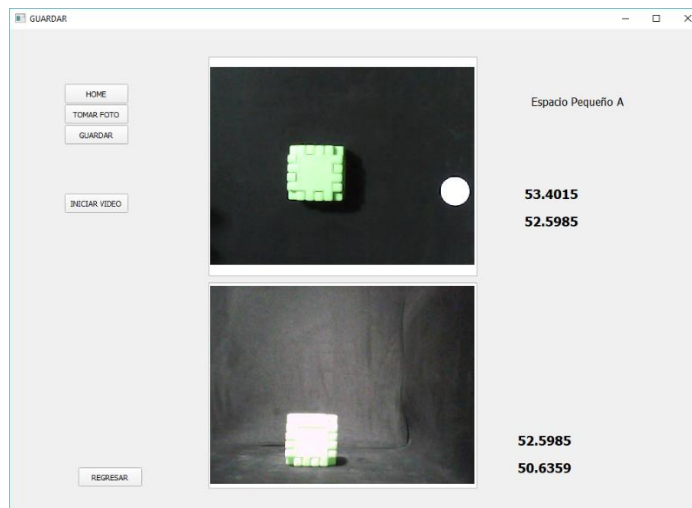 GUARDAR
HOME
TOMAR FOTO
GUARDAR
INICIAR VIDEO
REGRESAR
Espacio Pequeño A
53.4015
52.5985
52.5985
50.6359